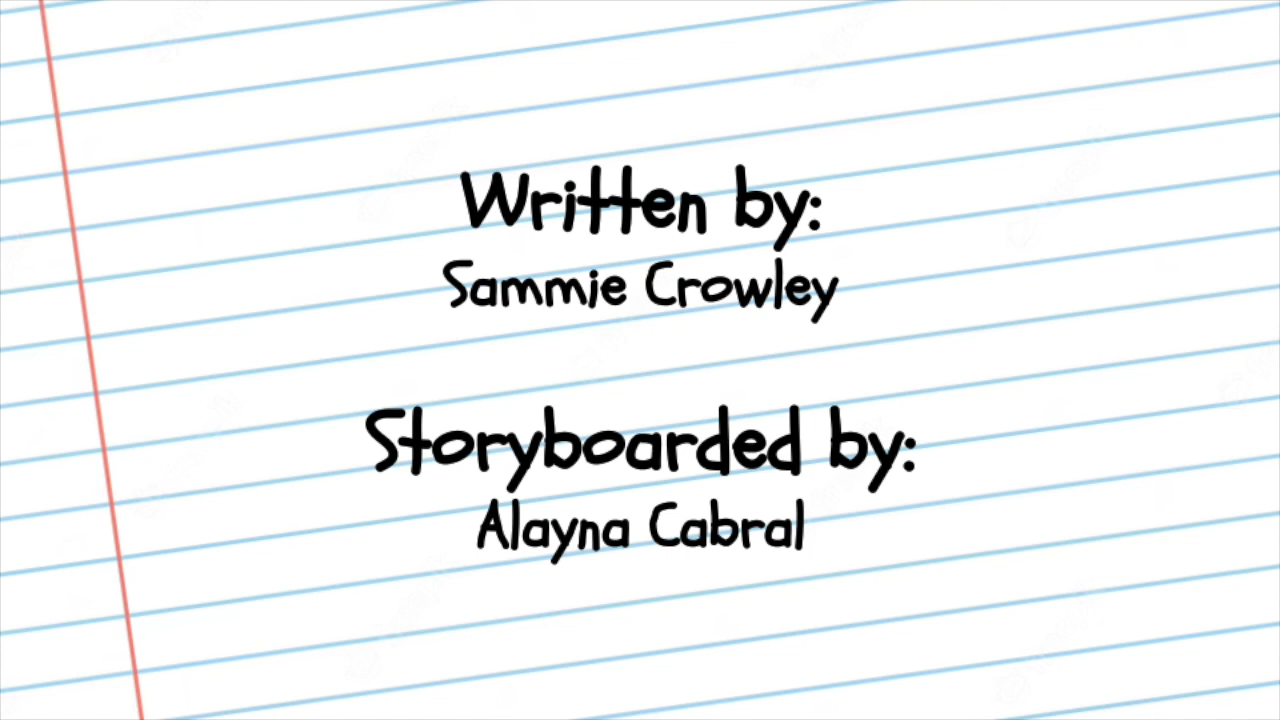 Written by:
Sammie Crowley
Storyboarded by:
Alayna Cabral